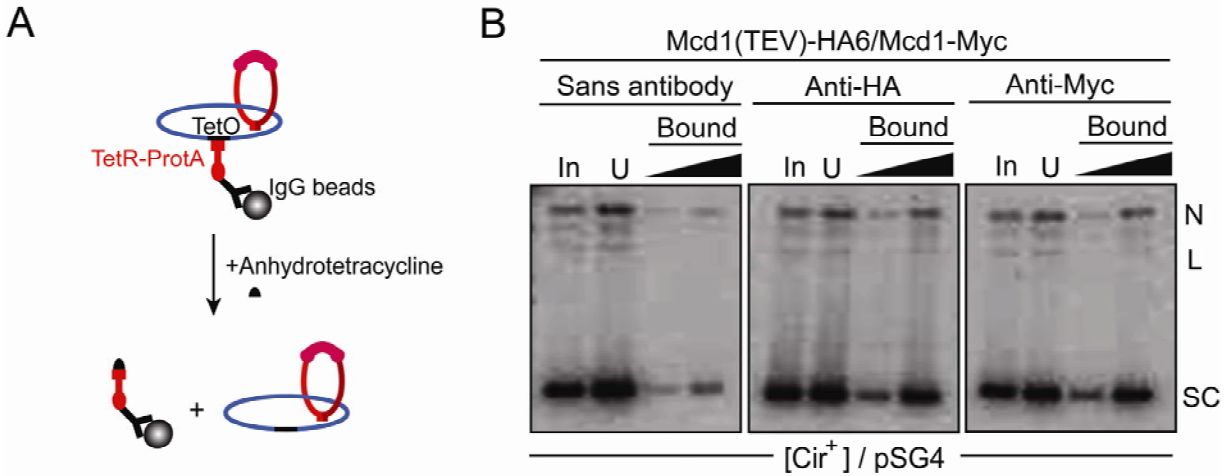 A
TetO
TetR-ProtA
IgG beads
+Anhydrotetracycline
+
B
Mcd1(TEV)-HA6/Mcd1-Myc
Sans antibody Anti-HA Anti-Myc
Bound Bound Bound
In U In U In U
N
L
SC
[Cir+] / pSG4